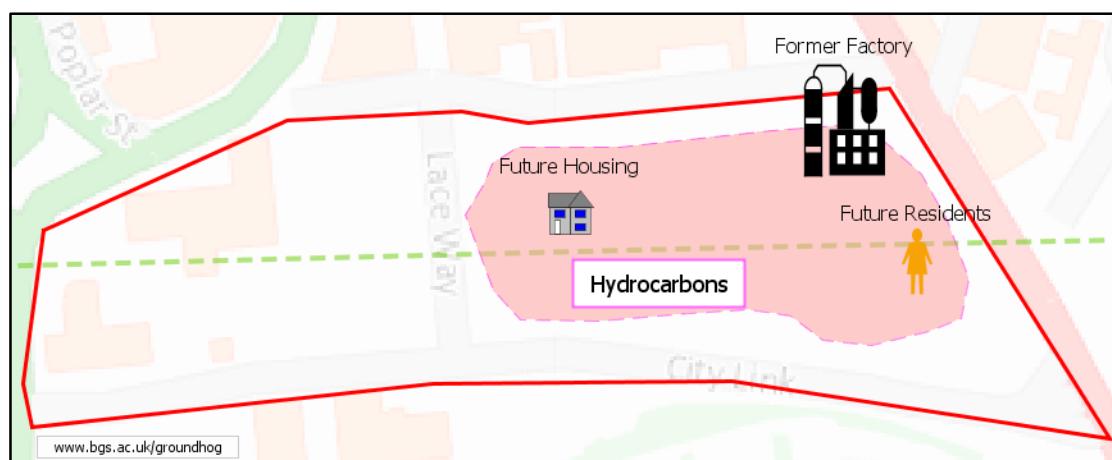 Poplar St
Former Factory
Lace Way
Future Housing
Future Residents
Hydrocarbons
City Link
www.bgs.ac.uk/groundhog